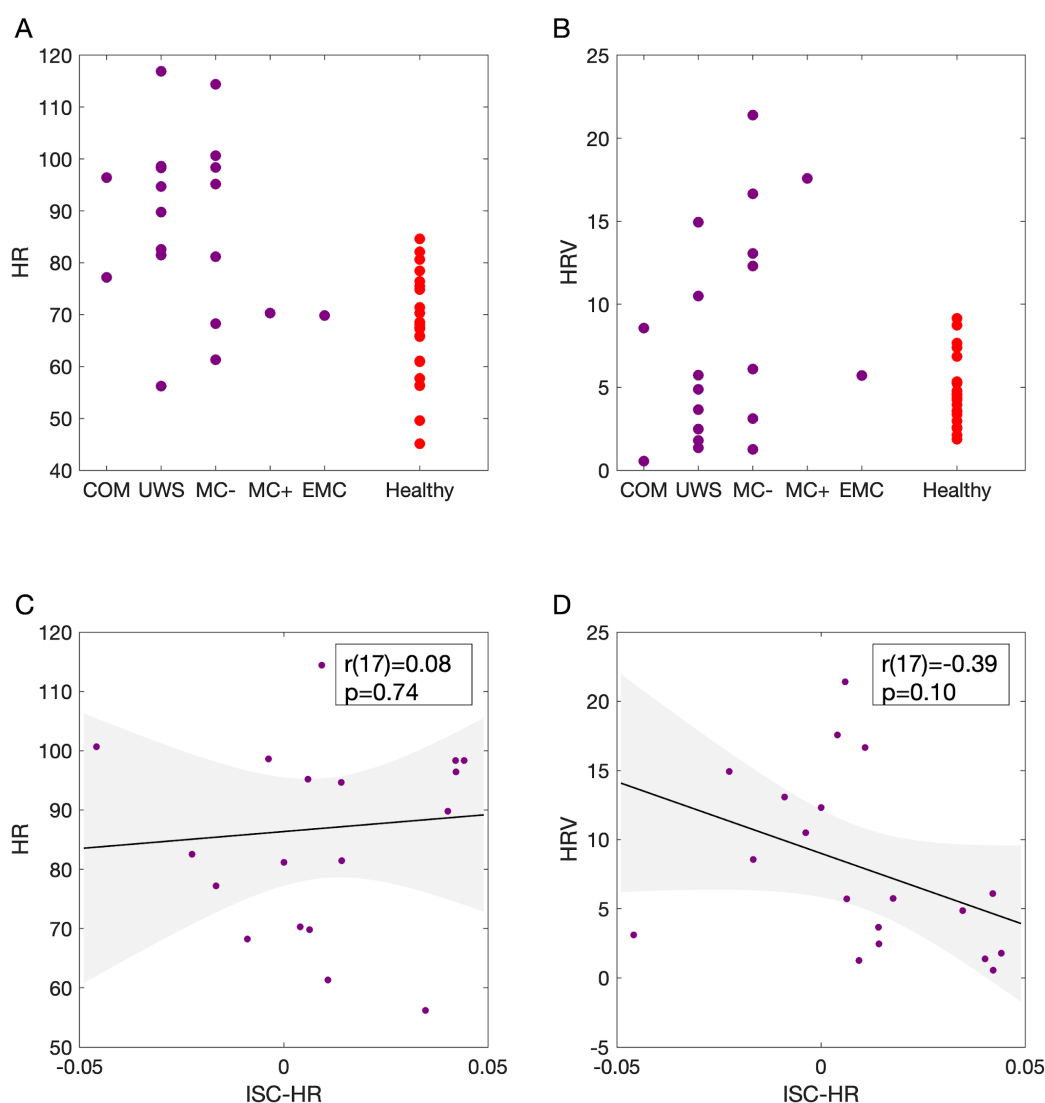 A
120
110
100
90
80
70
60
50
40
HR
COM UWS MC- MC+ EMC Healthy
B
25
20
15
10
5
0
HRV
COM UWS MC- MC+ EMC Healthy
C
120
100
90
80
70
60
50
HR
r(17)=0.08
p=0.74
-0.05 0 0.05
ISC-HR
D
25
20
15
10
5
0
-5
HRV
r(17)=-0.39
p=0.10
-0.05 0 0.05
ISC-HR